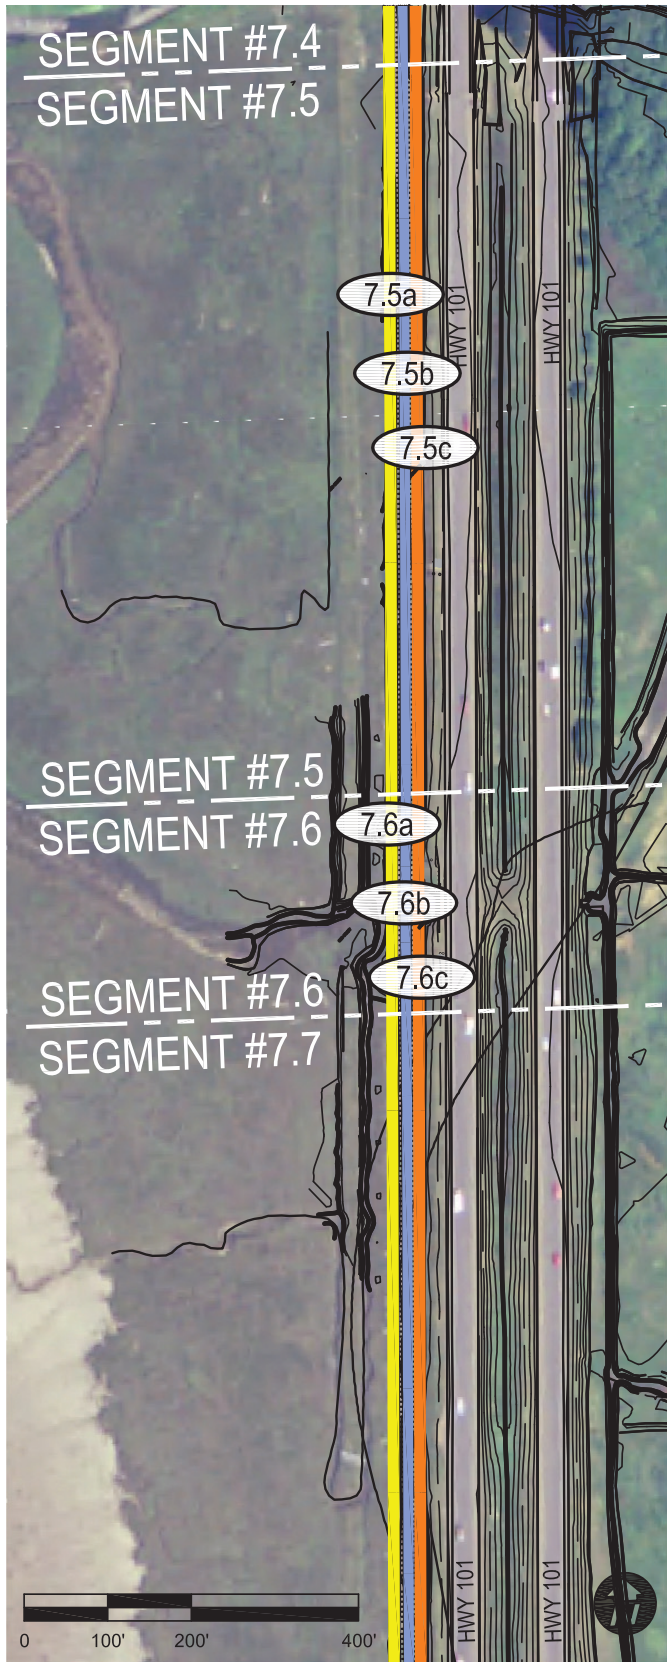 SEGMENT #7.4
SEGMENT #7.5
7.5a
HWY 101
HWY 101
7.5b
7.5c
SEGMENT #7.5
SEGMENT #7.6
7.6a
7.6b
7.6c
SEGMENT #7.6
SEGMENT #7.7
HWY 101
HWY 101
0 100' 200' 400'